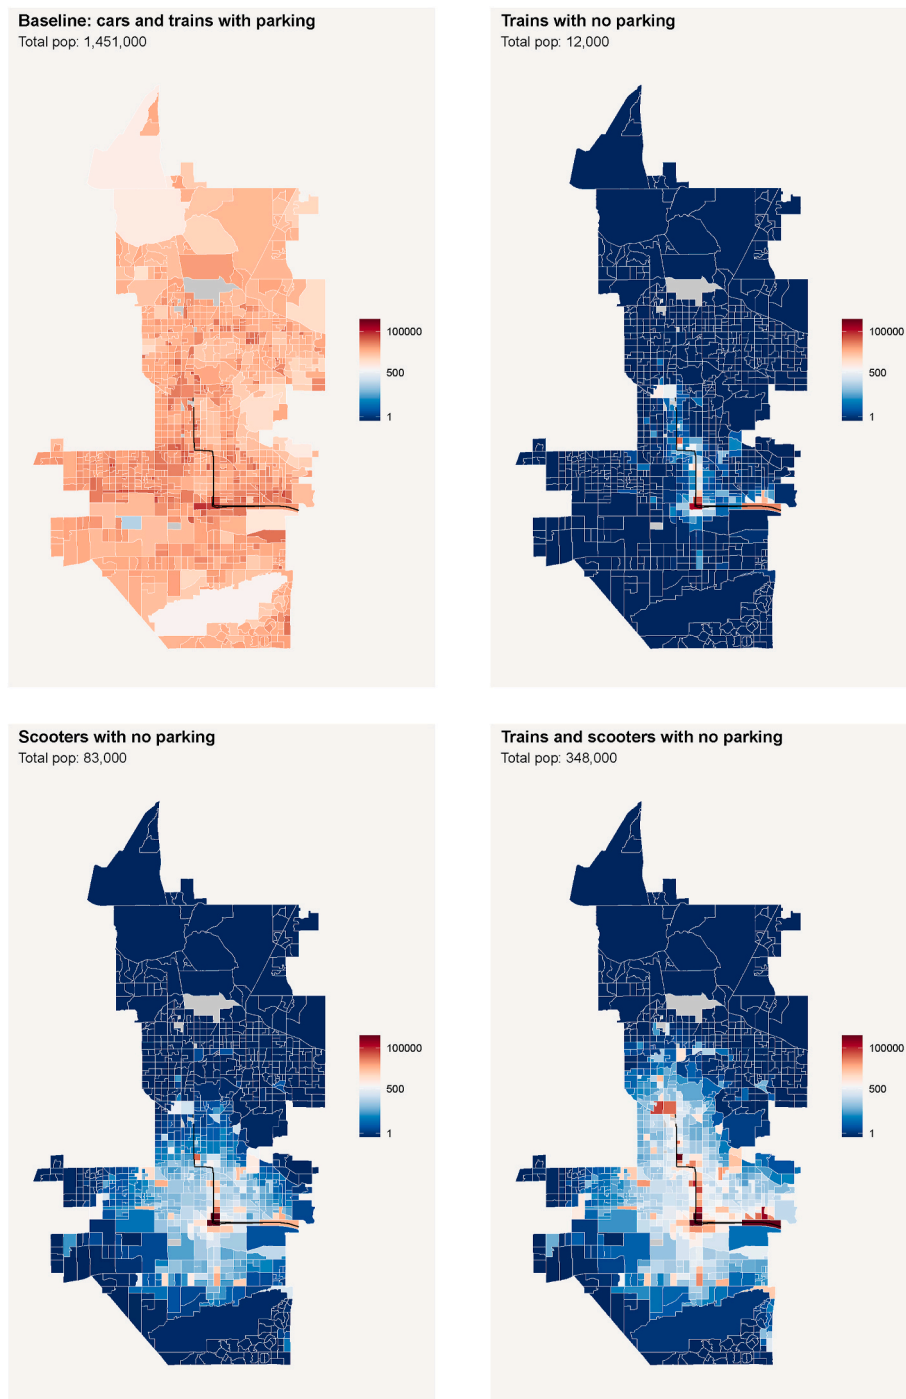 Baseline: cars and trains with parking
Total pop: 1,451,000
100000
500
1
Trains with no parking
Total pop: 12,000
100000
500
1
Scooters with no parking
Total pop: 83,000
100000
500
1
Trains and scooters with no parking
Total pop: 348,000
100000
500
1